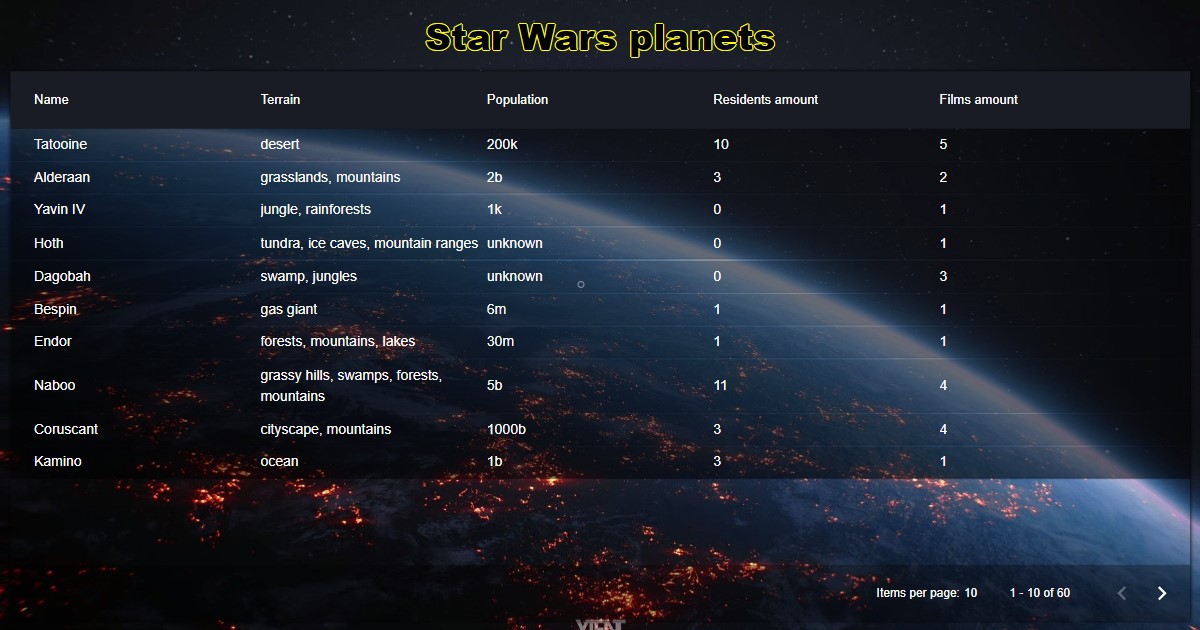 Star Wars planets
Name Terrain Population Residents amount Films amount
Tatooine desert 200k 10 5
Alderaan grasslands, mountains 2b 3 2
Yavin IV jungle, rainforests 1k 0 1
Hoth tundra, ice caves, mountain ranges unknown 0 1
Dagobah swamp, jungles unknown 0 3
Bespin gas giant 6m 1 1
Endor forests, mountains, lakes 30m 1 1
Naboo grassy hills, swamps, forests, mountains 5b 11 4
Coruscant cityscape, mountains 1000b 3 4
Kamino ocean 1b 3 1
Items per page: 10 1 - 10 of 60